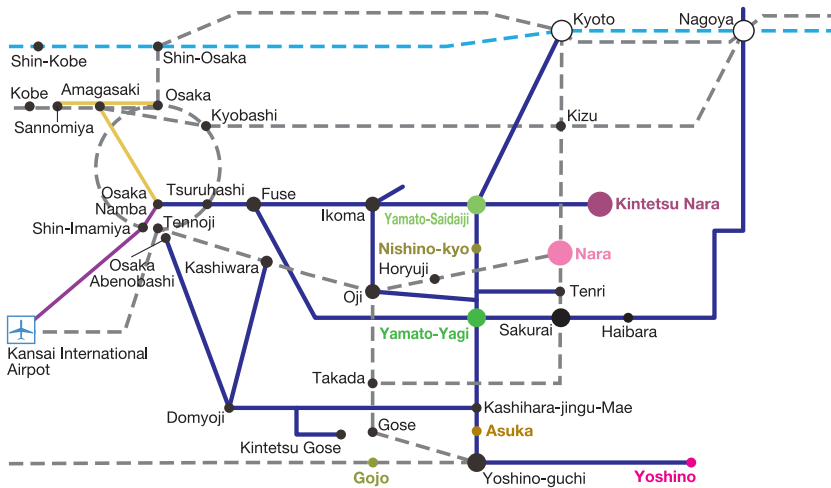 Kyoto
Nagoya
Shin-Kobe
Shin-Osaka
Kobe
Amagasaki
Osaka
Sannomiya
Kyobashi
Kizu
Osaka
Namba
Tsuruhashi
Fuse
Ikoma
Yamato-Saidaiji
Kintetsu Nara
Shin-Imamiya
Tennoji
Nishino-kyo
Nara
Osaka
Abenobashi
Kashiwara
Horyuji
Oji
Tenri
Kansai International
Airpot
Yamato-Yagi
Sakurai
Haibara
Takada
Domyoji
Kashihara-jingu-Mae
Kintetsu Gose
Gose
Asuka
Gojo
Yoshino-guchi
Yoshino